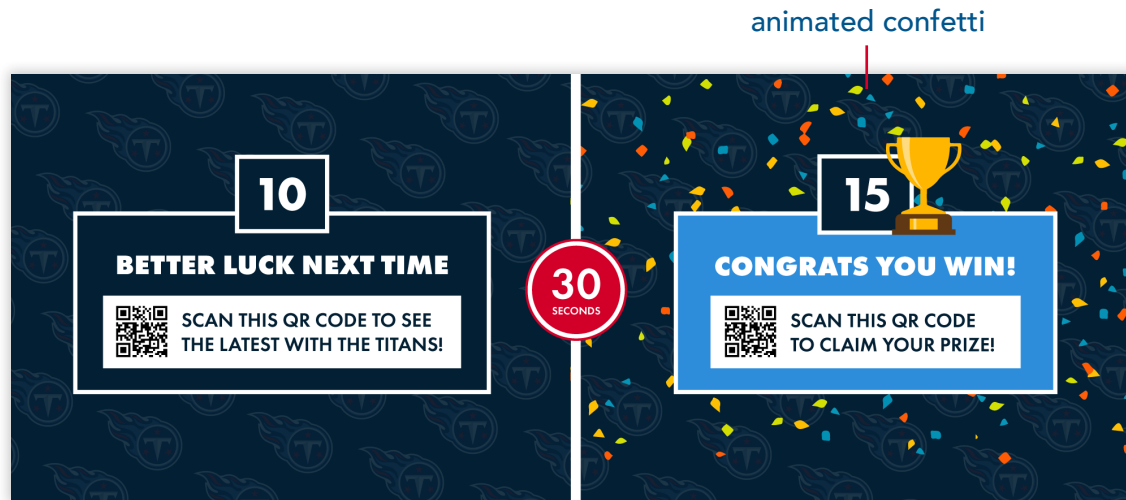 animated confetti
10
BETTER LUCK NEXT TIME
SCAN THIS QR CODE TO SEE
THE LATEST WITH THE TITANS!
30
SECONDS
15
CONGRATS YOU WIN!
SCAN THIS QR CODE
TO CLAIM YOUR PRIZE!